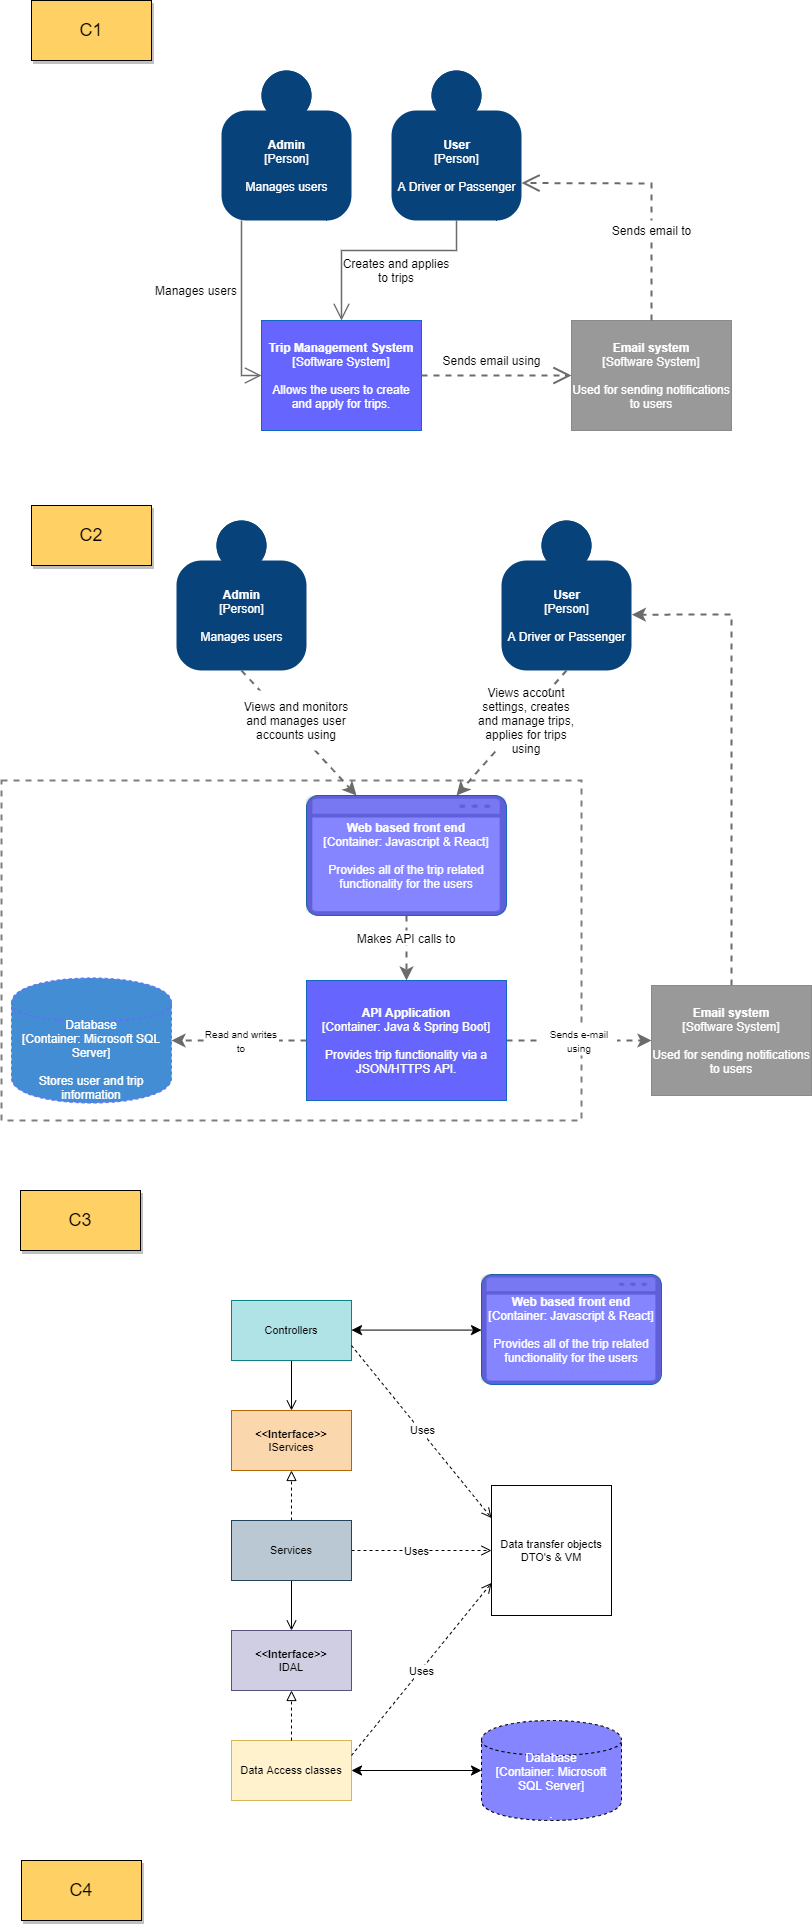 C1
Admin
[Person]
Manages users
User
[Person]
A Driver or Passenger
Sends email to
Manages users
Creates and applies
to trips
Trip Management System
[Software System]
Allows the users to create
and apply for trips.
Sends email using
Email system
[Software System]
Used for sending notifications
to users
C2
Admin
[Person]
Manages users
User
[Person]
A Driver or Passenger
Views and monitors
and manages user
accounts using
Views account
settings, creates
and manage trips,
applies for trips
using
Web based front end
[Container: Javascript & React]
Provides all of the trip related
functionality for the users
Makes API calls to
Database
[Container: Microsoft SQL
Server]
Stores user and trip
information
Read and writes
to
API Application
[Container: Java & Spring Boot]
Provides trip functionality via a
JSON/HTTPS API.
Sends e-mail
using
Email system
[Software System]
Used for sending notifications
to users
C3
Controllers
Web based front end
[Container: Javascript & React]
Provides all of the trip related
functionality for the users
<<Interface>>
IServices
Uses
Services
Uses
Data transfer objects
DTO's & VM
<<Interface>>
IDAL
Uses
Data Access classes
Database
[Container: Microsoft
SQL Server]
.
C4